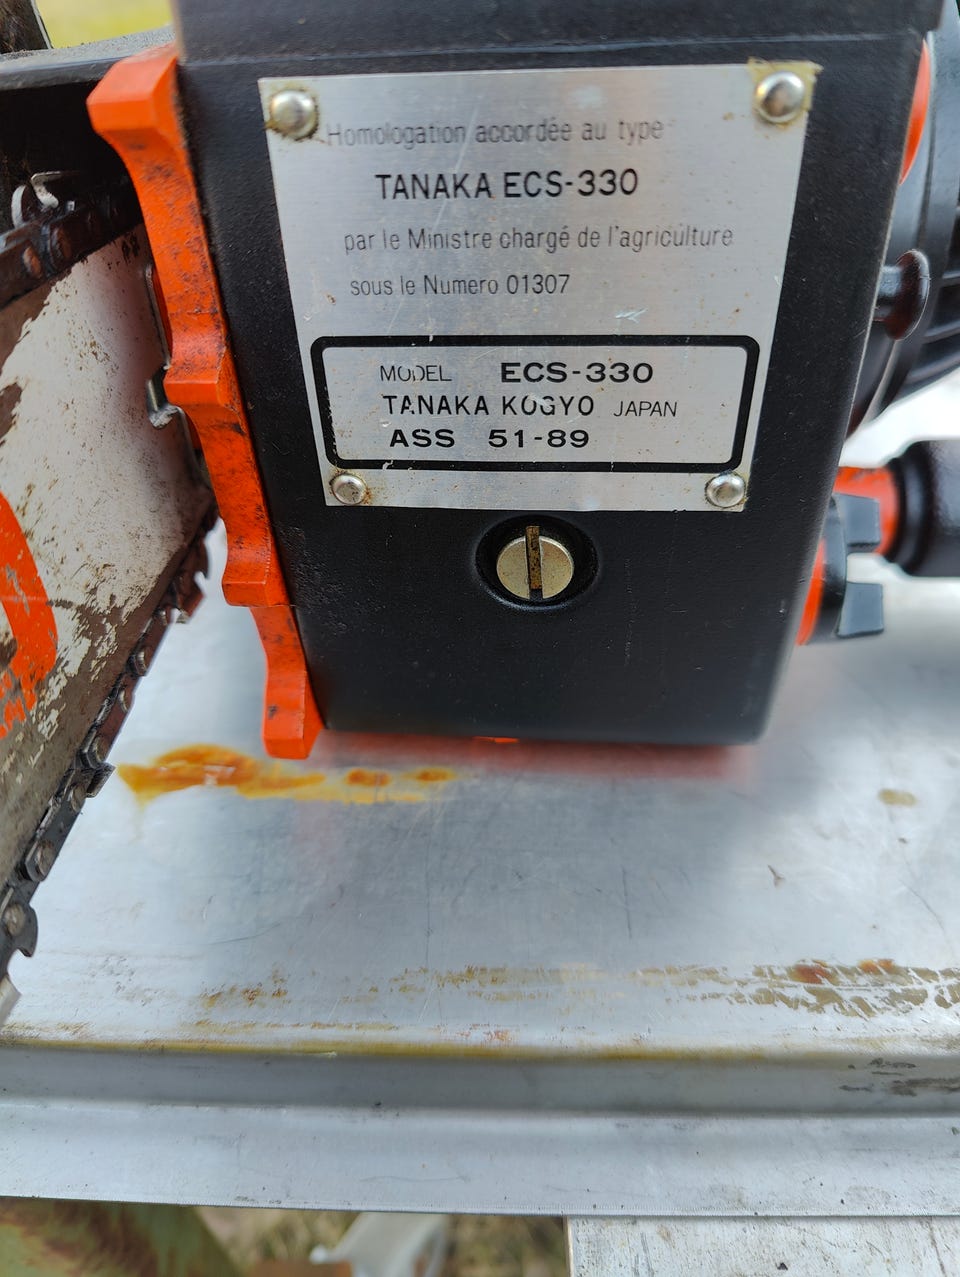 Homologation accordée au type
TANAKA ECS-330
par le Ministre chargé de l'agriculture
sous le Numero 01307
MODEL ECS-330
TANAKA KOGYO JAPAN
ASS 51-89